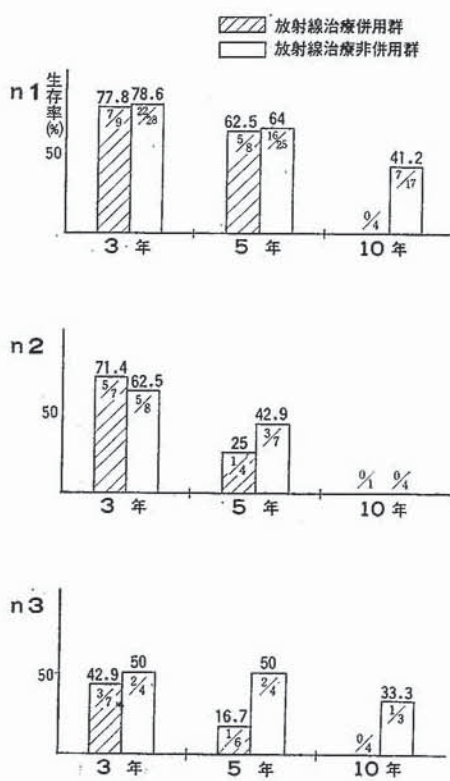 放射線治療併用群
放射線治療非併用群
n1
生存率(%)
77.8 78.6
7/9 22/28
62.5 64
5/8 16/25
41.2
0/4 7/17
50
3 年 5 年 10 年
n2
71.4 62.5
5/7 5/8
42.9
25 3/7
1/4
50
0/1 0/4
3 年 5 年 10 年
n3
50
42.9 50
3/7 2/4
50
16.7 2/4
1/6
33.3
0/4 1/3
3 年 5 年 10 年